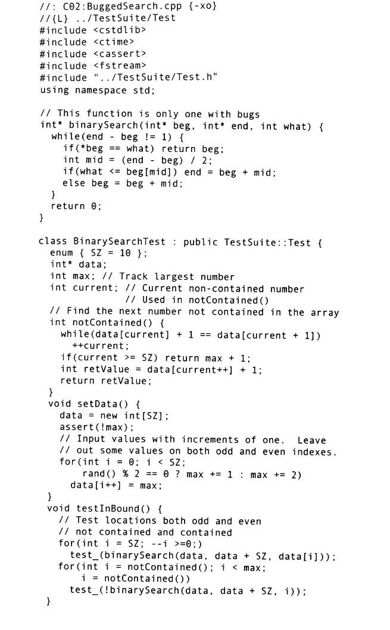 //: C02:BuggedSearch.cpp {-xo}
//{L} ../TestSuite/Test
#include <cstdlib>
#include <ctime>
#include <cassert>
#include <fstream>
#include "../TestSuite/Test.h"
using namespace std;

// This function is only one with bugs
int* binarySearch(int* beg, int* end, int what) {
  while(end - beg != 1) {
    if(*beg == what) return beg;
    int mid = (end - beg) / 2;
    if(what <= beg[mid]) end = beg + mid;
    else beg = beg + mid;
  }
  return 0;
}

class BinarySearchTest : public TestSuite::Test {
  enum { SZ = 10 };
  int* data;
  int max; // Track largest number
  int current; // Current non-contained number
               // Used in notContained()
  // Find the next number not contained in the array
  int notContained() {
    while(data[current] + 1 == data[current + 1])
      ++current;
    if(current >= SZ) return max + 1;
    int retValue = data[current++] + 1;
    return retValue;
  }
  void setData() {
    data = new int[SZ];
    assert(!max);
    // Input values with increments of one.  Leave
    // out some values on both odd and even indexes.
    for(int i = 0; i < SZ;
        rand() % 2 == 0 ? max += 1 : max += 2)
      data[i++] = max;
  }
  void testInBound() {
    // Test locations both odd and even
    // not contained and contained
    for(int i = SZ; --i >=0;)
      test_(binarySearch(data, data + SZ, data[i]));
    for(int i = notContained(); i < max;
        i = notContained())
      test_(!binarySearch(data, data + SZ, i));
  }